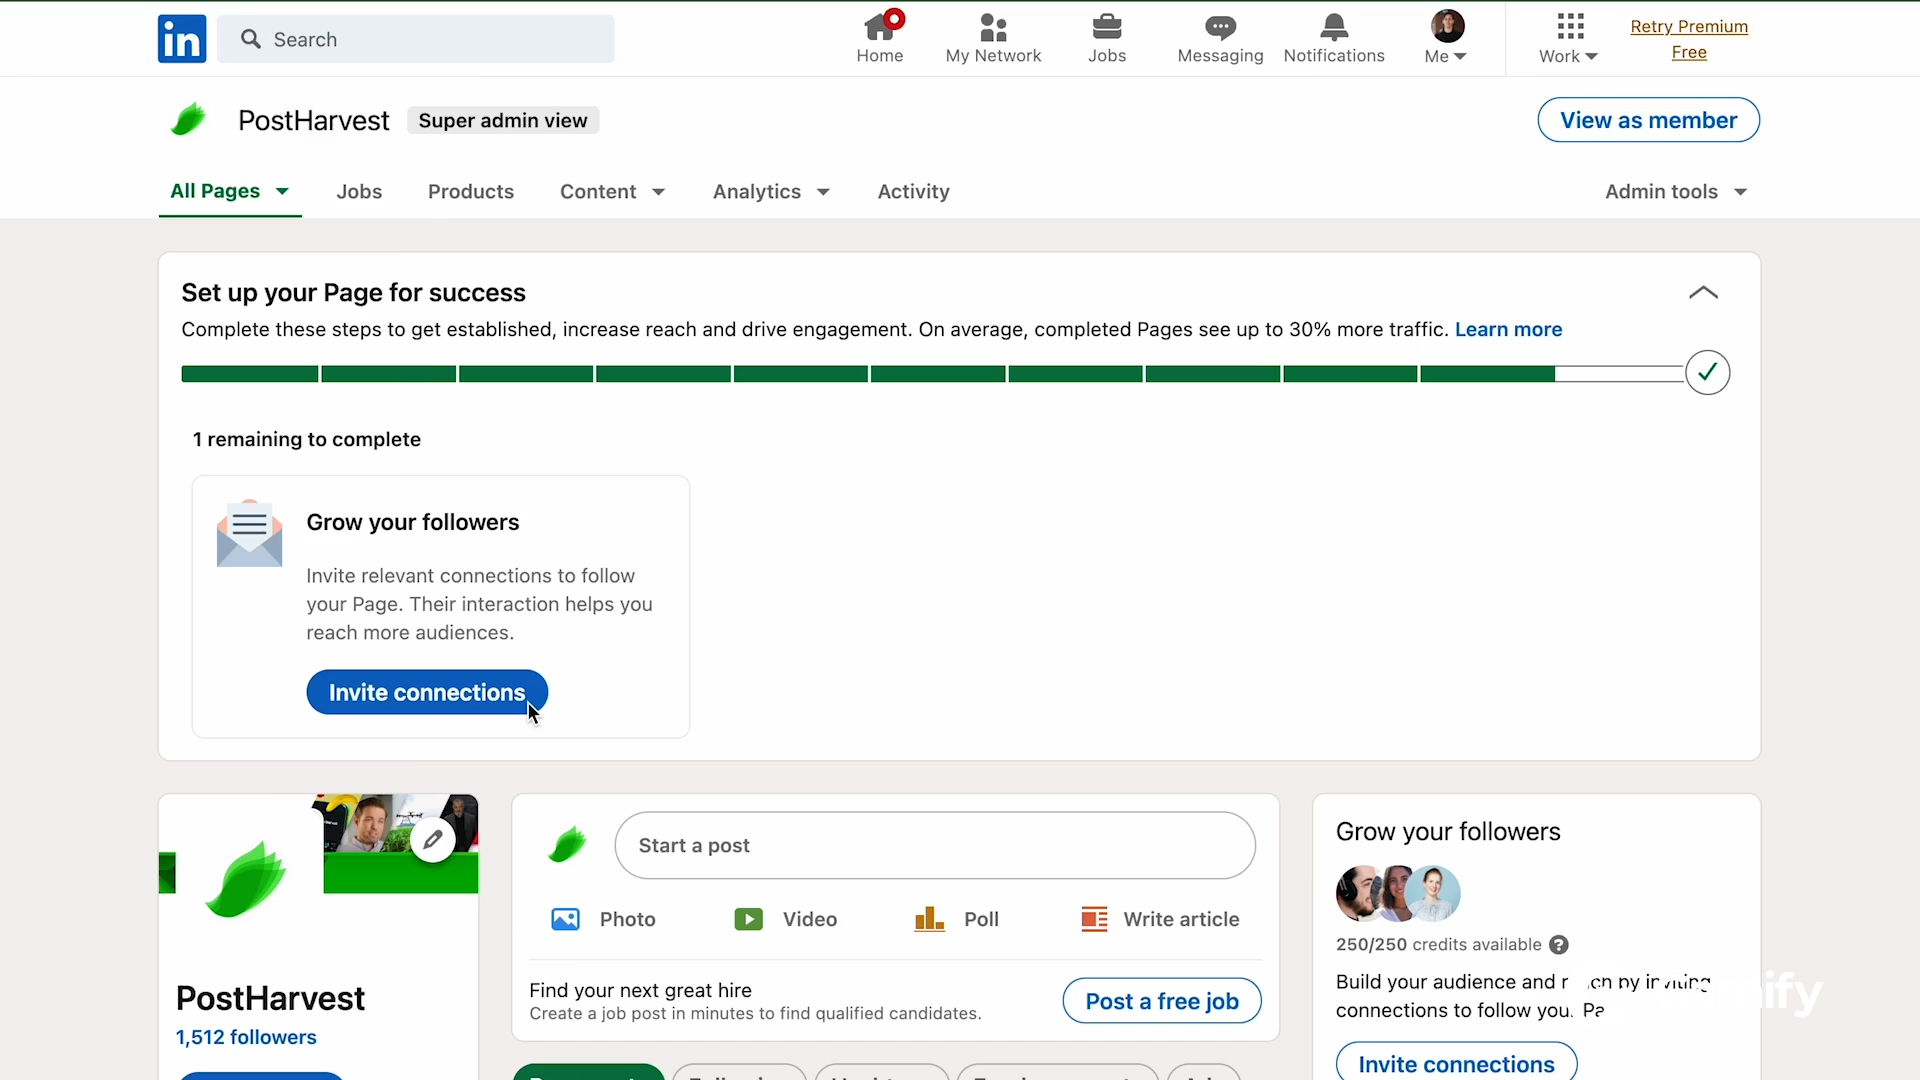 in
Search
Home
My Network
Jobs
Messaging
Notifications
Me
Work
Retry Premium
Free
PostHarvest
Super admin view
View as member
All Pages
Jobs
Products
Content
Analytics
Activity
Admin tools
Set up your Page for success
Complete these steps to get established, increase reach and drive engagement. On average, completed Pages see up to 30% more traffic. Learn more
1 remaining to complete
Grow your followers
Invite relevant connections to follow
your Page. Their interaction helps you
reach more audiences.
Invite connections
PostHarvest
1,512 followers
Start a post
Photo
Video
Poll
Write article
Find your next great hire
Create a job post in minutes to find qualified candidates.
Post a free job
Grow your followers
250/250 credits available ?
Build your audience and by inviting
connections to follow your
Invite connections